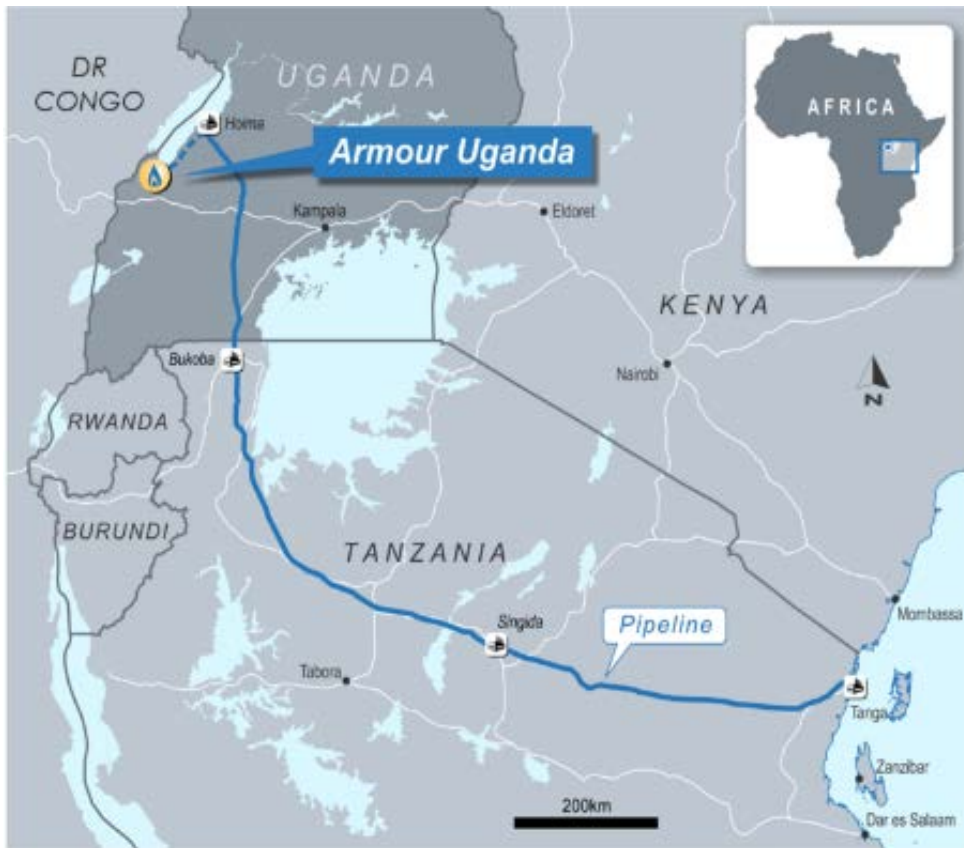 DR
CONGO
UGANDA
Hoima
Armour Uganda
AFRICA
Kampala
Eldoret
KENYA
Bukoba
Nairobi
N
RWANDA
BURUNDI
TANZANIA
Mombassa
Singida
Pipeline
Tabora
Tanga
Zanzibar
200km
Dar es Salaam